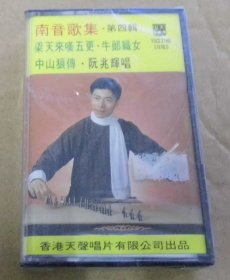 南音歌集·第四輯
梁天來嘆五更·牛郎織女
中山狼傳·阮兆輝唱
香港天聲唱片有限公司出品